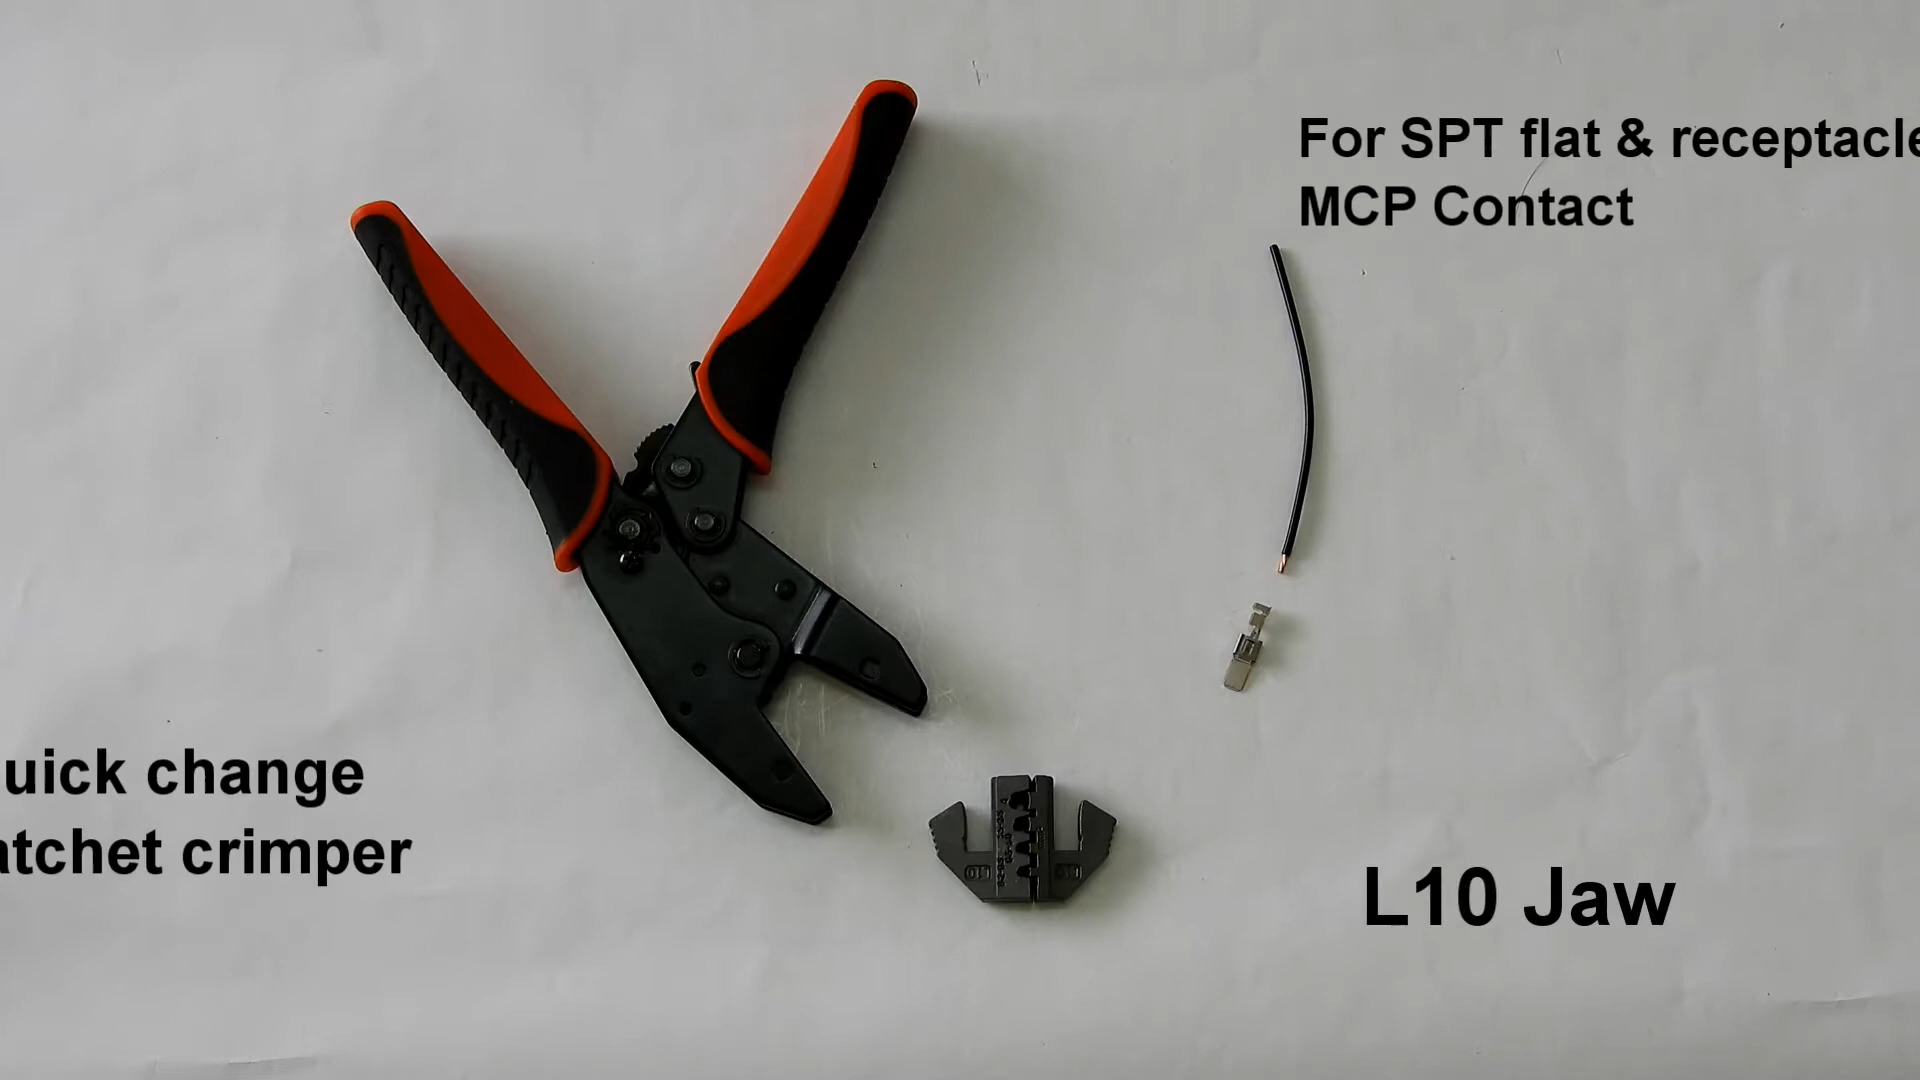 For SPT flat & receptacle
MCP Contact
uick change
atchet crimper
L10 Jaw